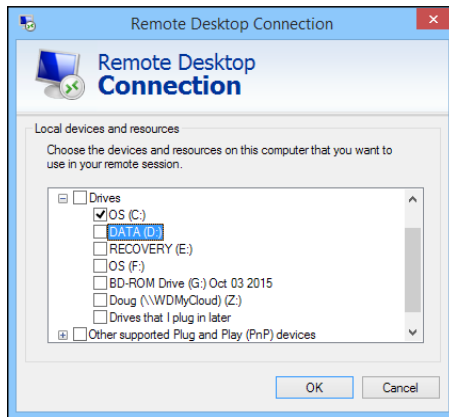 Remote Desktop Connection
Remote Desktop
Connection
Local devices and resources
Choose the devices and resources on this computer that you want to
use in your remote session.
Drives
OS (C:)
DATA (D:)
RECOVERY (E:)
OS (F:)
BD-ROM Drive (G:) Oct 03 2015
Doug (\\WDMyCloud) (Z:)
Drives that I plug in later
Other supported Plug and Play (PnP) devices
OK Cancel